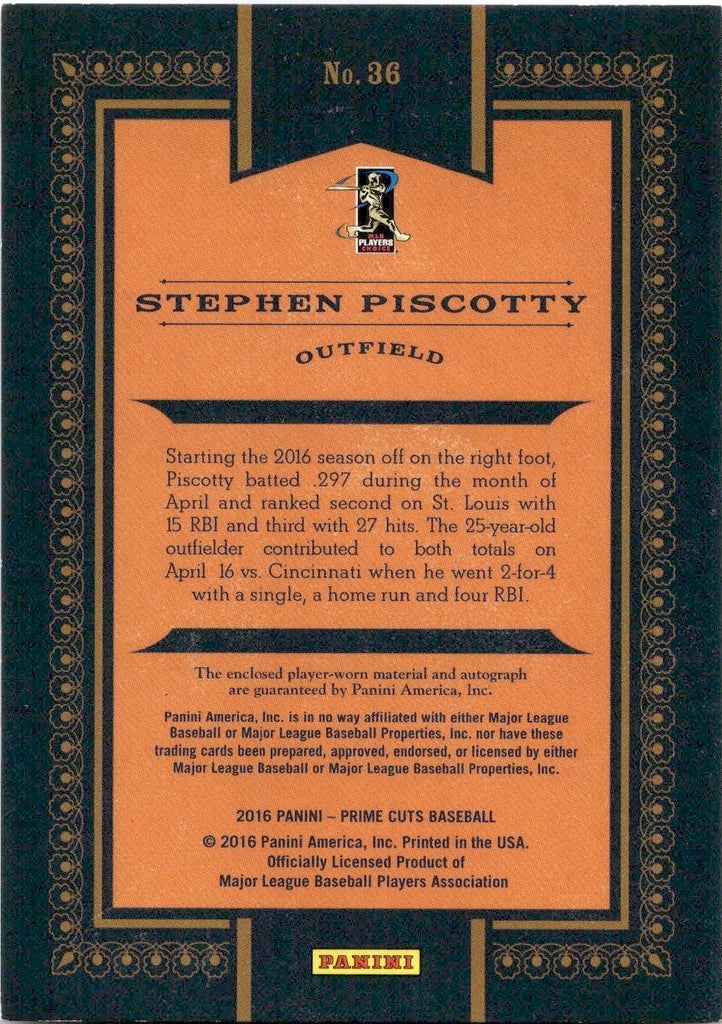 No. 36
MLB
PLAYERS
CHOICE
STEPHEN PISCOTTY
OUTFIELD
Starting the 2016 season off on the right foot,
Piscotty batted .297 during the month of
April and ranked second on St. Louis with
15 RBI and third with 27 hits. The 25-year-old
outfielder contributed to both totals on
April 16 vs. Cincinnati when he went 2-for-4
with a single, a home run and four RBI.
The enclosed player-worn material and autograph
are guaranteed by Panini America, Inc.
Panini America, Inc. is in no way affiliated with either Major League
Baseball or Major League Baseball Properties, Inc. nor have these
trading cards been prepared, approved, endorsed, or licensed by either
Major League Baseball or Major League Baseball Properties, Inc.
2016 PANINI – PRIME CUTS BASEBALL
© 2016 Panini America, Inc. Printed in the USA.
Officially Licensed Product of
Major League Baseball Players Association
PANINI